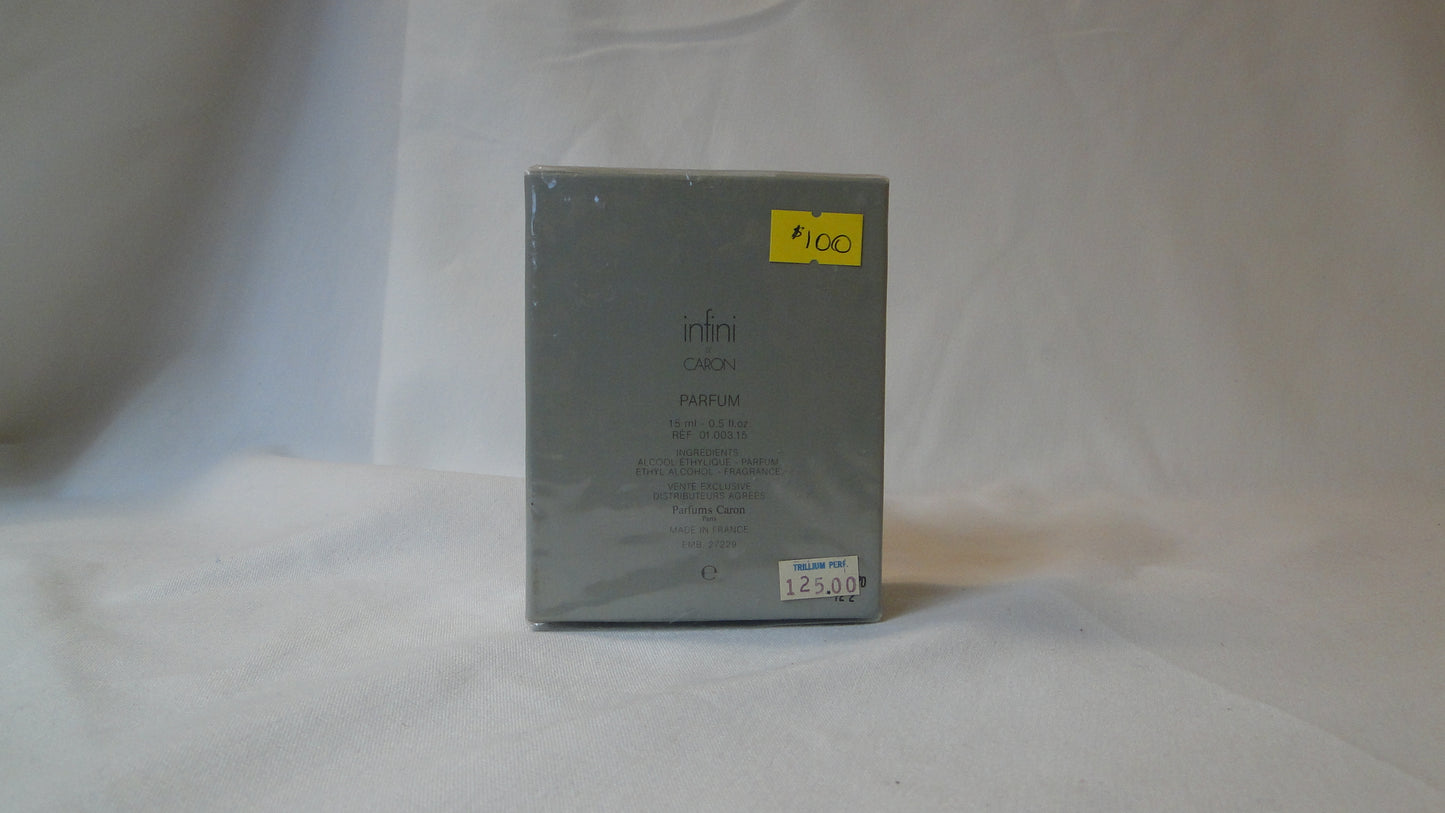 $100
infini
CARON
PARFUM
15 ml - 0.5 fl.oz.
REF 01.003.15
INGREDIENTS
ALCOOL ETHYLIQUE - PARFUM
ETHYL ALCOHOL - FRAGRANCE
VENTE EXCLUSIVE
DISTRIBUTEURS AGREES
Parfums Caron
Paris
MADE IN FRANCE
EMB 27229
e
TRILLIUM PERF.
125.00